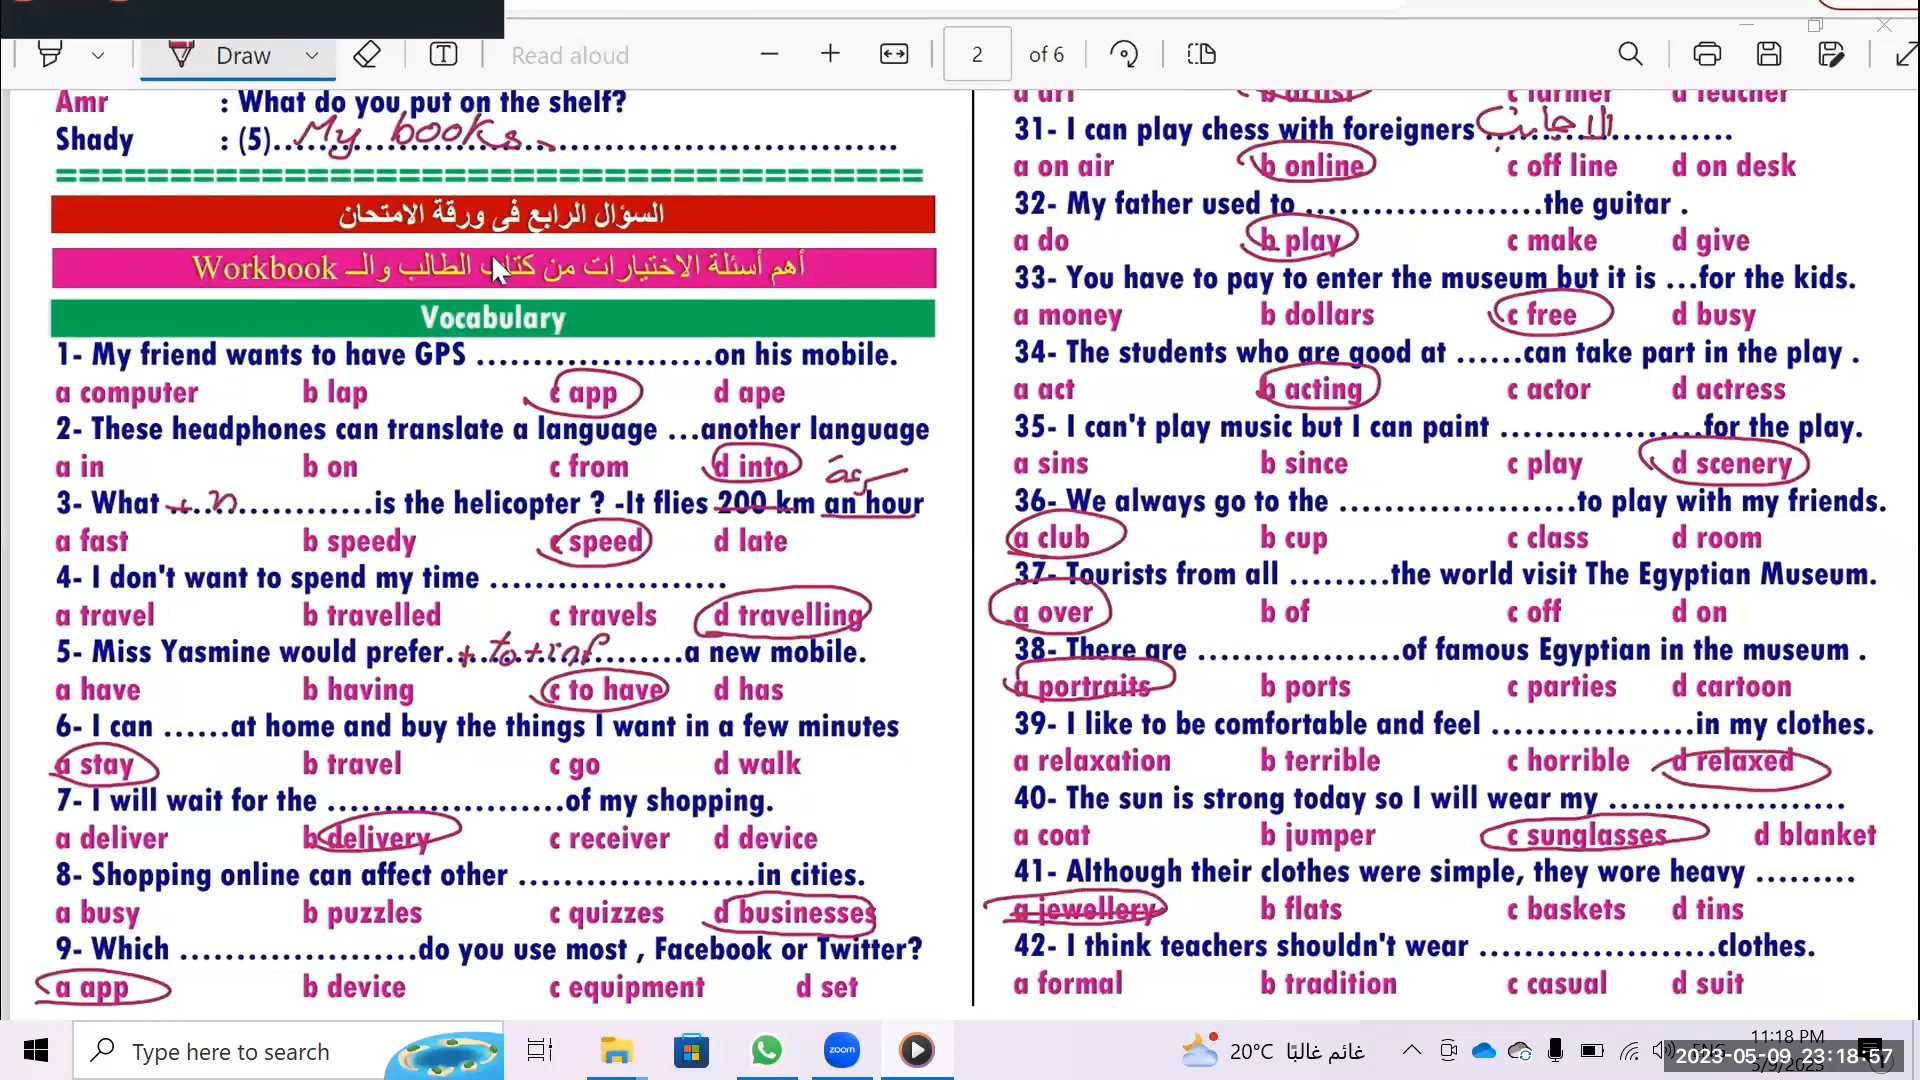 Draw
Read aloud
2 of 6
Amr : What do you put on the shelf?
Shady : (5)...My books.......
========================================
السؤال الرابع فى ورقة الامتحان
أهم أسئلة الاختيارات من كتاب الطالب والـ Workbook
Vocabulary
1- My friend wants to have GPS .....................on his mobile.
a computer b lap c app d ape
2- These headphones can translate a language ...another language
a in b on c from d into
3- What + n ...............is the helicopter ? -It flies 200 km an hour
a fast b speedy c speed d late
4- I don't want to spend my time .....................
a travel b travelled c travels d travelling
5- Miss Yasmine would prefer + to + inf ........a new mobile.
a have b having c to have d has
6- I can ......at home and buy the things I want in a few minutes
a stay b travel c go d walk
7- I will wait for the .....................of my shopping.
a deliver b delivery c receiver d device
8- Shopping online can affect other .....................in cities.
a busy b puzzles c quizzes d businesses
9- Which .....................do you use most , Facebook or Twitter?
a app b device c equipment d set
a art b artist c farmer d teacher
31- I can play chess with foreigners الاجانب .....................
a on air b online c off line d on desk
32- My father used to .....................the guitar .
a do b play c make d give
33- You have to pay to enter the museum but it is ...for the kids.
a money b dollars c free d busy
34- The students who are good at ......can take part in the play .
a act b acting c actor d actress
35- I can't play music but I can paint ..................for the play.
a sins b since c play d scenery
36- We always go to the .....................to play with my friends.
a club b cup c class d room
37- Tourists from all .........the world visit The Egyptian Museum.
a over b of c off d on
38- There are ..................of famous Egyptian in the museum .
a portraits b ports c parties d cartoon
39- I like to be comfortable and feel ..................in my clothes.
a relaxation b terrible c horrible d relaxed
40- The sun is strong today so I will wear my .....................
a coat b jumper c sunglasses d blanket
41- Although their clothes were simple, they wore heavy .........
a jewellery b flats c baskets d tins
42- I think teachers shouldn't wear .....................clothes.
a formal b tradition c casual d suit
Type here to search
zoom
20°C غائم غالبًا
11:18 PM
2023-05-09 23:18:57